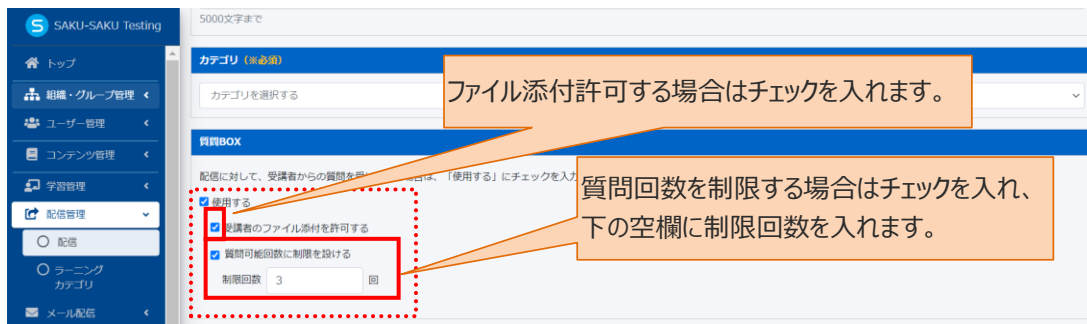 SAKU-SAKU Testing
トップ
組織・グループ管理
ユーザー管理
コンテンツ管理
学習管理
配信管理
配信
ラーニング
カテゴリ
メール配信
5000文字まで
カテゴリ（※必須）
カテゴリを選択する
ファイル添付許可する場合はチェックを入れます。
質問BOX
配信に対して、受講者からの質問を受
合は、「使用する」にチェックを入力
使用する
受講者のファイル添付を許可する
質問可能回数に制限を設ける
制限回数 3 回
質問回数を制限する場合はチェックを入れ、
下の空欄に制限回数を入れます。